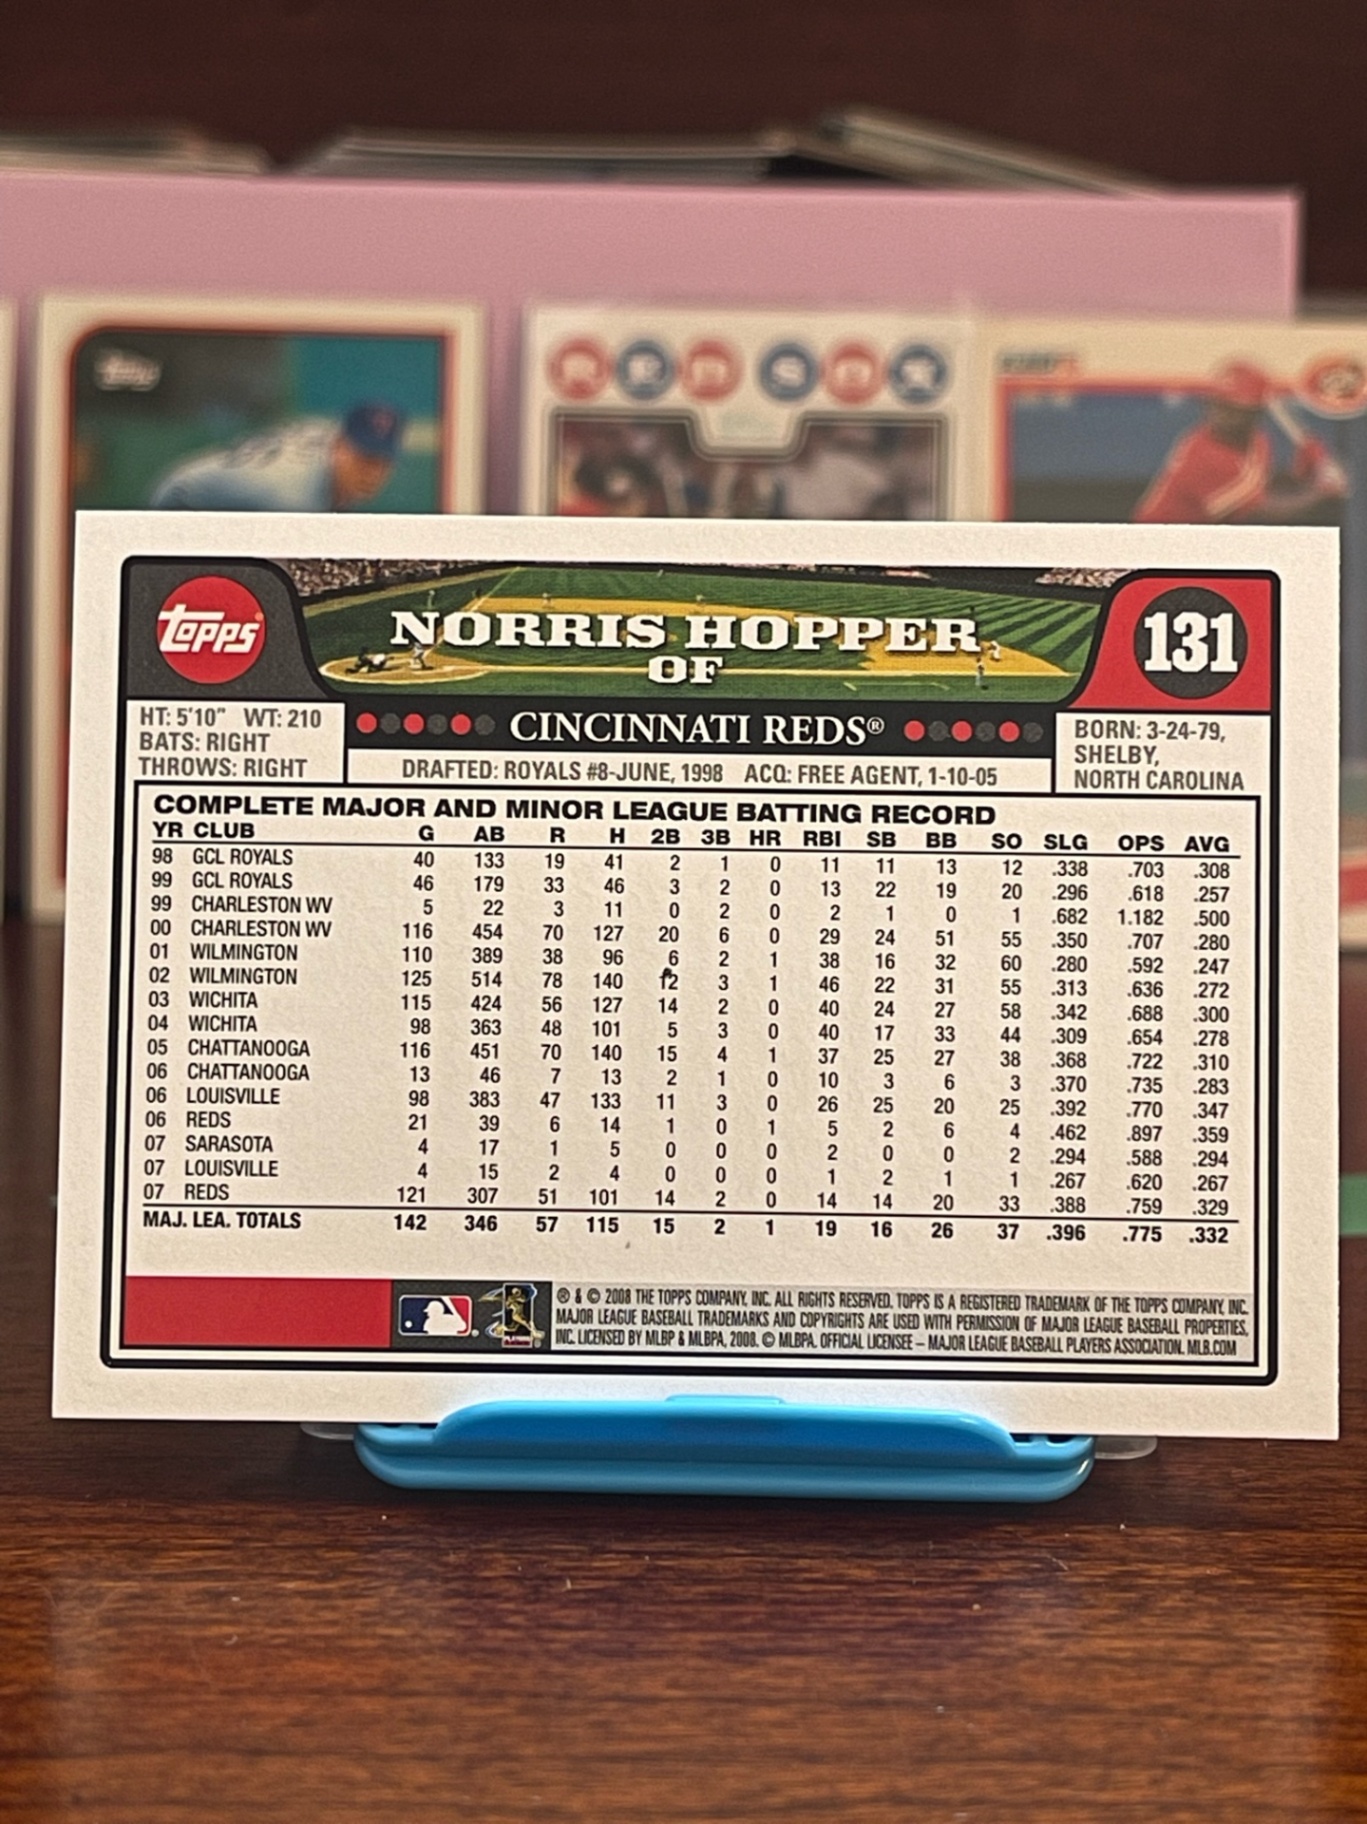 Topps
RED SOX
topps
NORRIS HOPPER
OF
131
HT: 5'10" WT: 210
BATS: RIGHT
THROWS: RIGHT
CINCINNATI REDS®
DRAFTED: ROYALS #8-JUNE, 1998 ACQ: FREE AGENT, 1-10-05
BORN: 3-24-79,
SHELBY,
NORTH CAROLINA
COMPLETE MAJOR AND MINOR LEAGUE BATTING RECORD
YR CLUB G AB R H 2B 3B HR RBI SB BB SO SLG OPS AVG
98 GCL ROYALS 40 133 19 41 2 1 0 11 11 13 12 .338 .703 .308
99 GCL ROYALS 46 179 33 46 3 2 0 13 22 19 20 .296 .618 .257
99 CHARLESTON WV 5 22 3 11 0 2 0 2 1 0 1 .682 1.182 .500
00 CHARLESTON WV 116 454 70 127 20 6 0 29 24 51 55 .350 .707 .280
01 WILMINGTON 110 389 38 96 6 2 1 38 16 32 60 .280 .592 .247
02 WILMINGTON 125 514 78 140 12 3 1 46 22 31 55 .313 .636 .272
03 WICHITA 115 424 56 127 14 2 0 40 24 27 58 .342 .688 .300
04 WICHITA 98 363 48 101 5 3 0 40 17 33 44 .309 .654 .278
05 CHATTANOOGA 116 451 70 140 15 4 1 37 25 27 38 .368 .722 .310
06 CHATTANOOGA 13 46 7 13 2 1 0 10 3 6 3 .370 .735 .283
06 LOUISVILLE 98 383 47 133 11 3 0 26 25 20 25 .392 .770 .347
06 REDS 21 39 6 14 1 0 1 5 2 6 4 .462 .897 .359
07 SARASOTA 4 17 1 5 0 0 0 2 0 0 2 .294 .588 .294
07 LOUISVILLE 4 15 2 4 0 0 0 1 2 1 1 .267 .620 .267
07 REDS 121 307 51 101 14 2 0 14 14 20 33 .388 .759 .329
MAJ. LEA. TOTALS 142 346 57 115 15 2 1 19 16 26 37 .396 .775 .332
® & © 2008 THE TOPPS COMPANY, INC. ALL RIGHTS RESERVED. TOPPS IS A REGISTERED TRADEMARK OF THE TOPPS COMPANY, INC.
MAJOR LEAGUE BASEBALL TRADEMARKS AND COPYRIGHTS ARE USED WITH PERMISSION OF MAJOR LEAGUE BASEBALL PROPERTIES,
INC. LICENSED BY MLBP & MLBPA, 2008. © MLBPA. OFFICIAL LICENSEE – MAJOR LEAGUE BASEBALL PLAYERS ASSOCIATION. MLB.COM